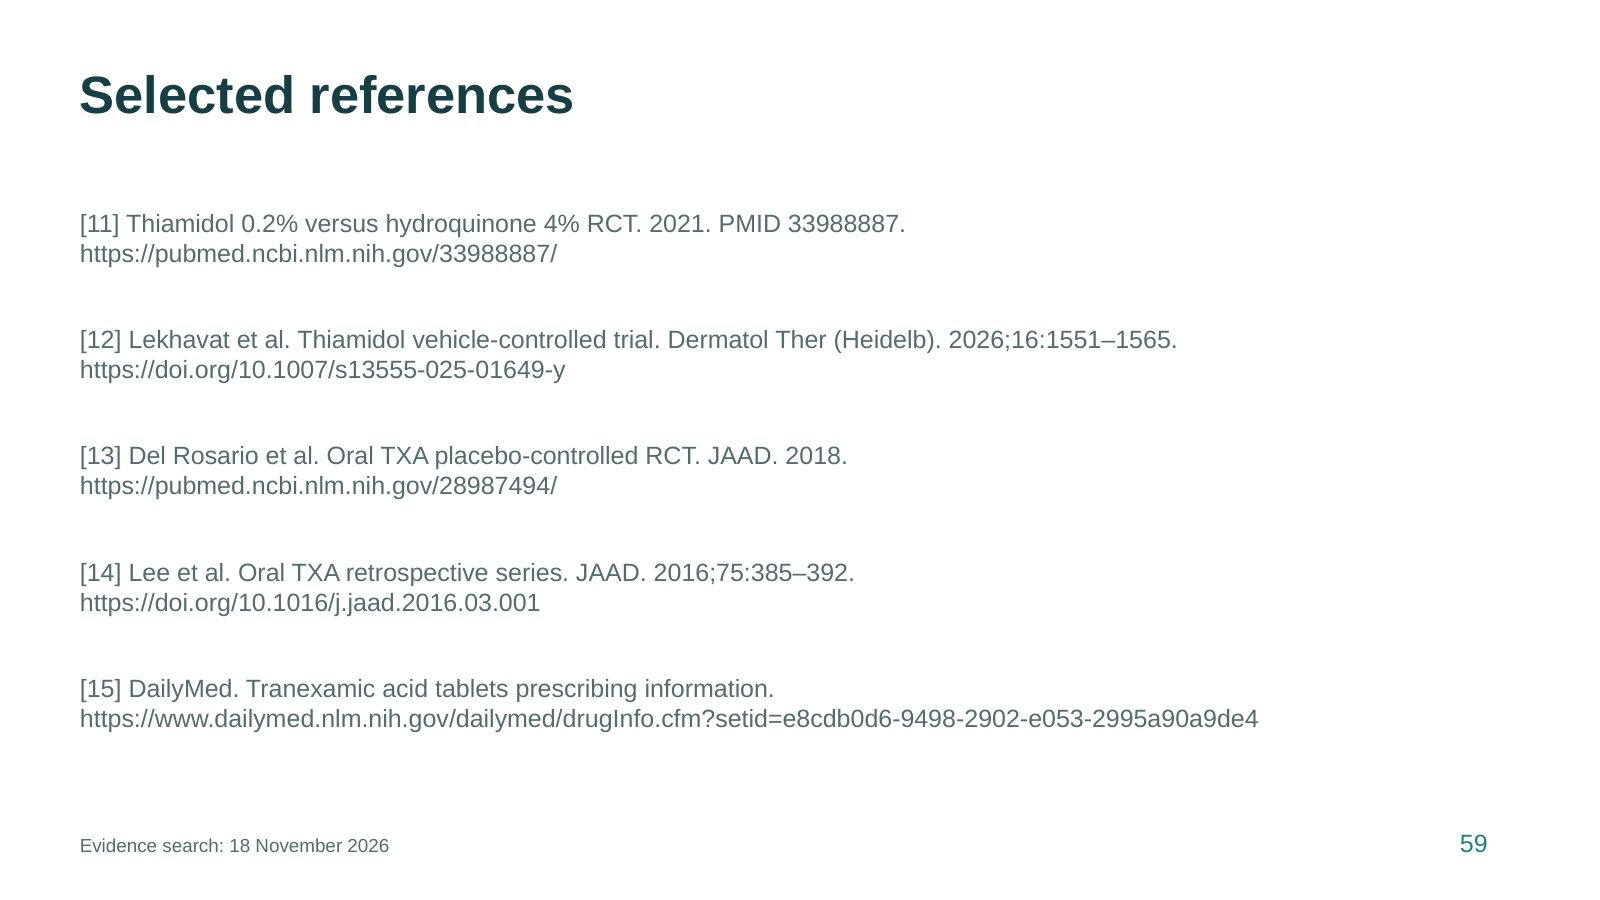 Selected references
[11] Thiamidol 0.2% versus hydroquinone 4% RCT. 2021. PMID 33988887.
https://pubmed.ncbi.nlm.nih.gov/33988887/
[12] Lekhavat et al. Thiamidol vehicle-controlled trial. Dermatol Ther (Heidelb). 2026;16:1551–1565.
https://doi.org/10.1007/s13555-025-01649-y
[13] Del Rosario et al. Oral TXA placebo-controlled RCT. JAAD. 2018.
https://pubmed.ncbi.nlm.nih.gov/28987494/
[14] Lee et al. Oral TXA retrospective series. JAAD. 2016;75:385–392.
https://doi.org/10.1016/j.jaad.2016.03.001
[15] DailyMed. Tranexamic acid tablets prescribing information.
https://www.dailymed.nlm.nih.gov/dailymed/drugInfo.cfm?setid=e8cdb0d6-9498-2902-e053-2995a90a9de4
Evidence search: 18 November 2026
59